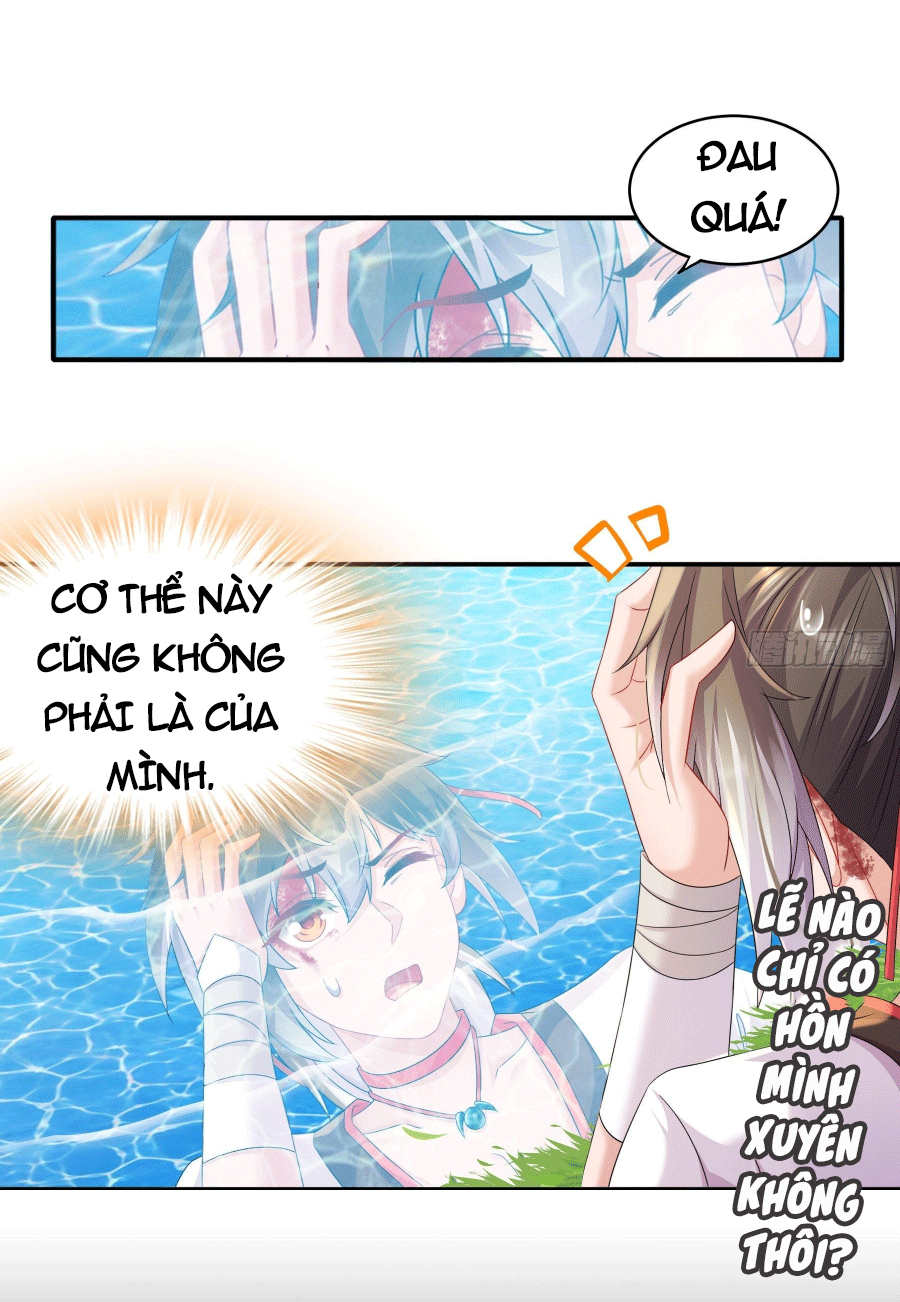 ĐAU
QUÁ!
CƠ THỂ NÀY
CŨNG KHÔNG
PHẢI LÀ CỦA
MÌNH.
LẼ NÀO
CHỈ CÓ
HỒN
MÌNH
XUYÊN
KHÔNG
THÔI?